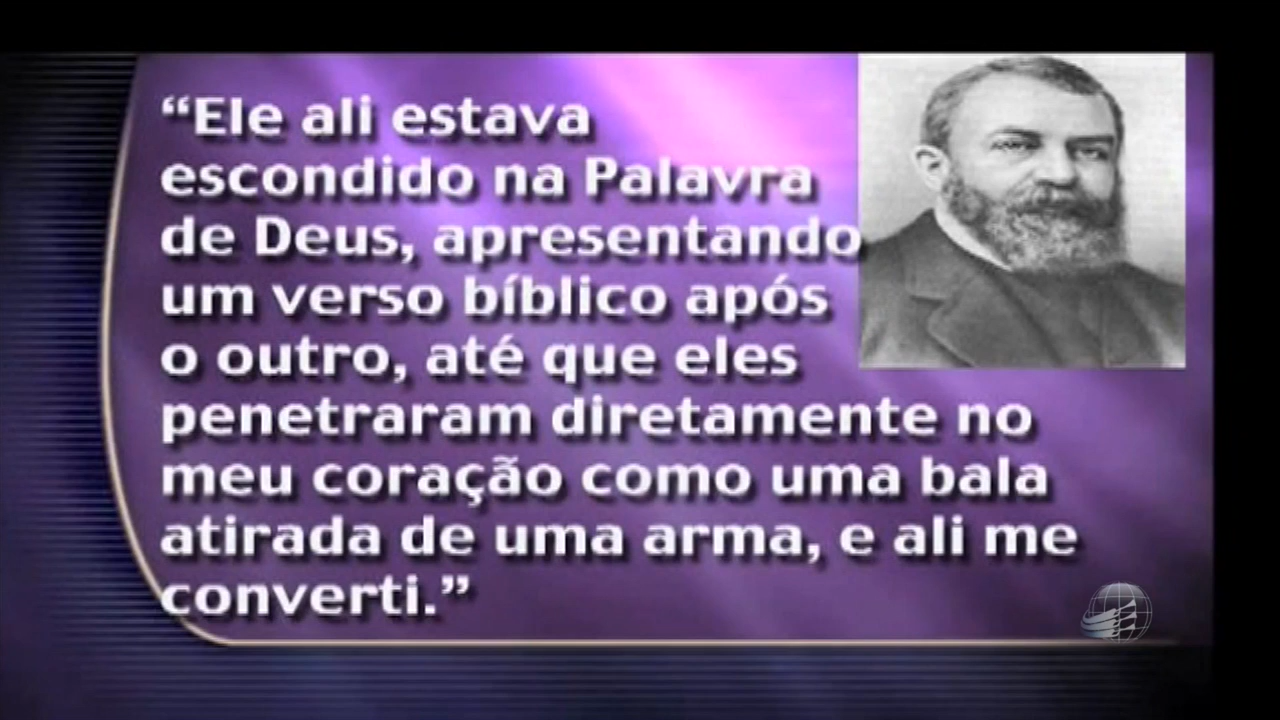 “Ele ali estava
escondido na Palavra
de Deus, apresentando
um verso bíblico após
o outro, até que eles
penetraram diretamente no
meu coração como uma bala
atirada de uma arma, e ali me
converti.”